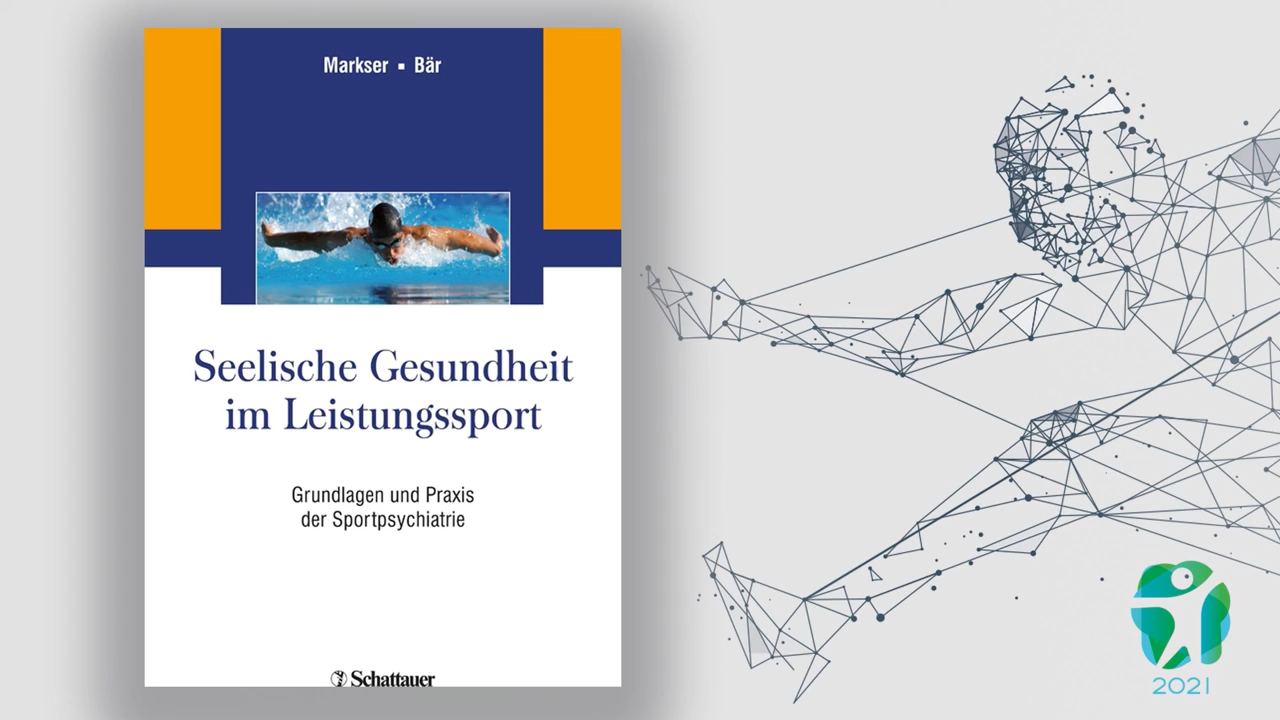 Markser ▪ Bär
Seelische Gesundheit
im Leistungssport
Grundlagen und Praxis
der Sportpsychiatrie
Schattauer
2021